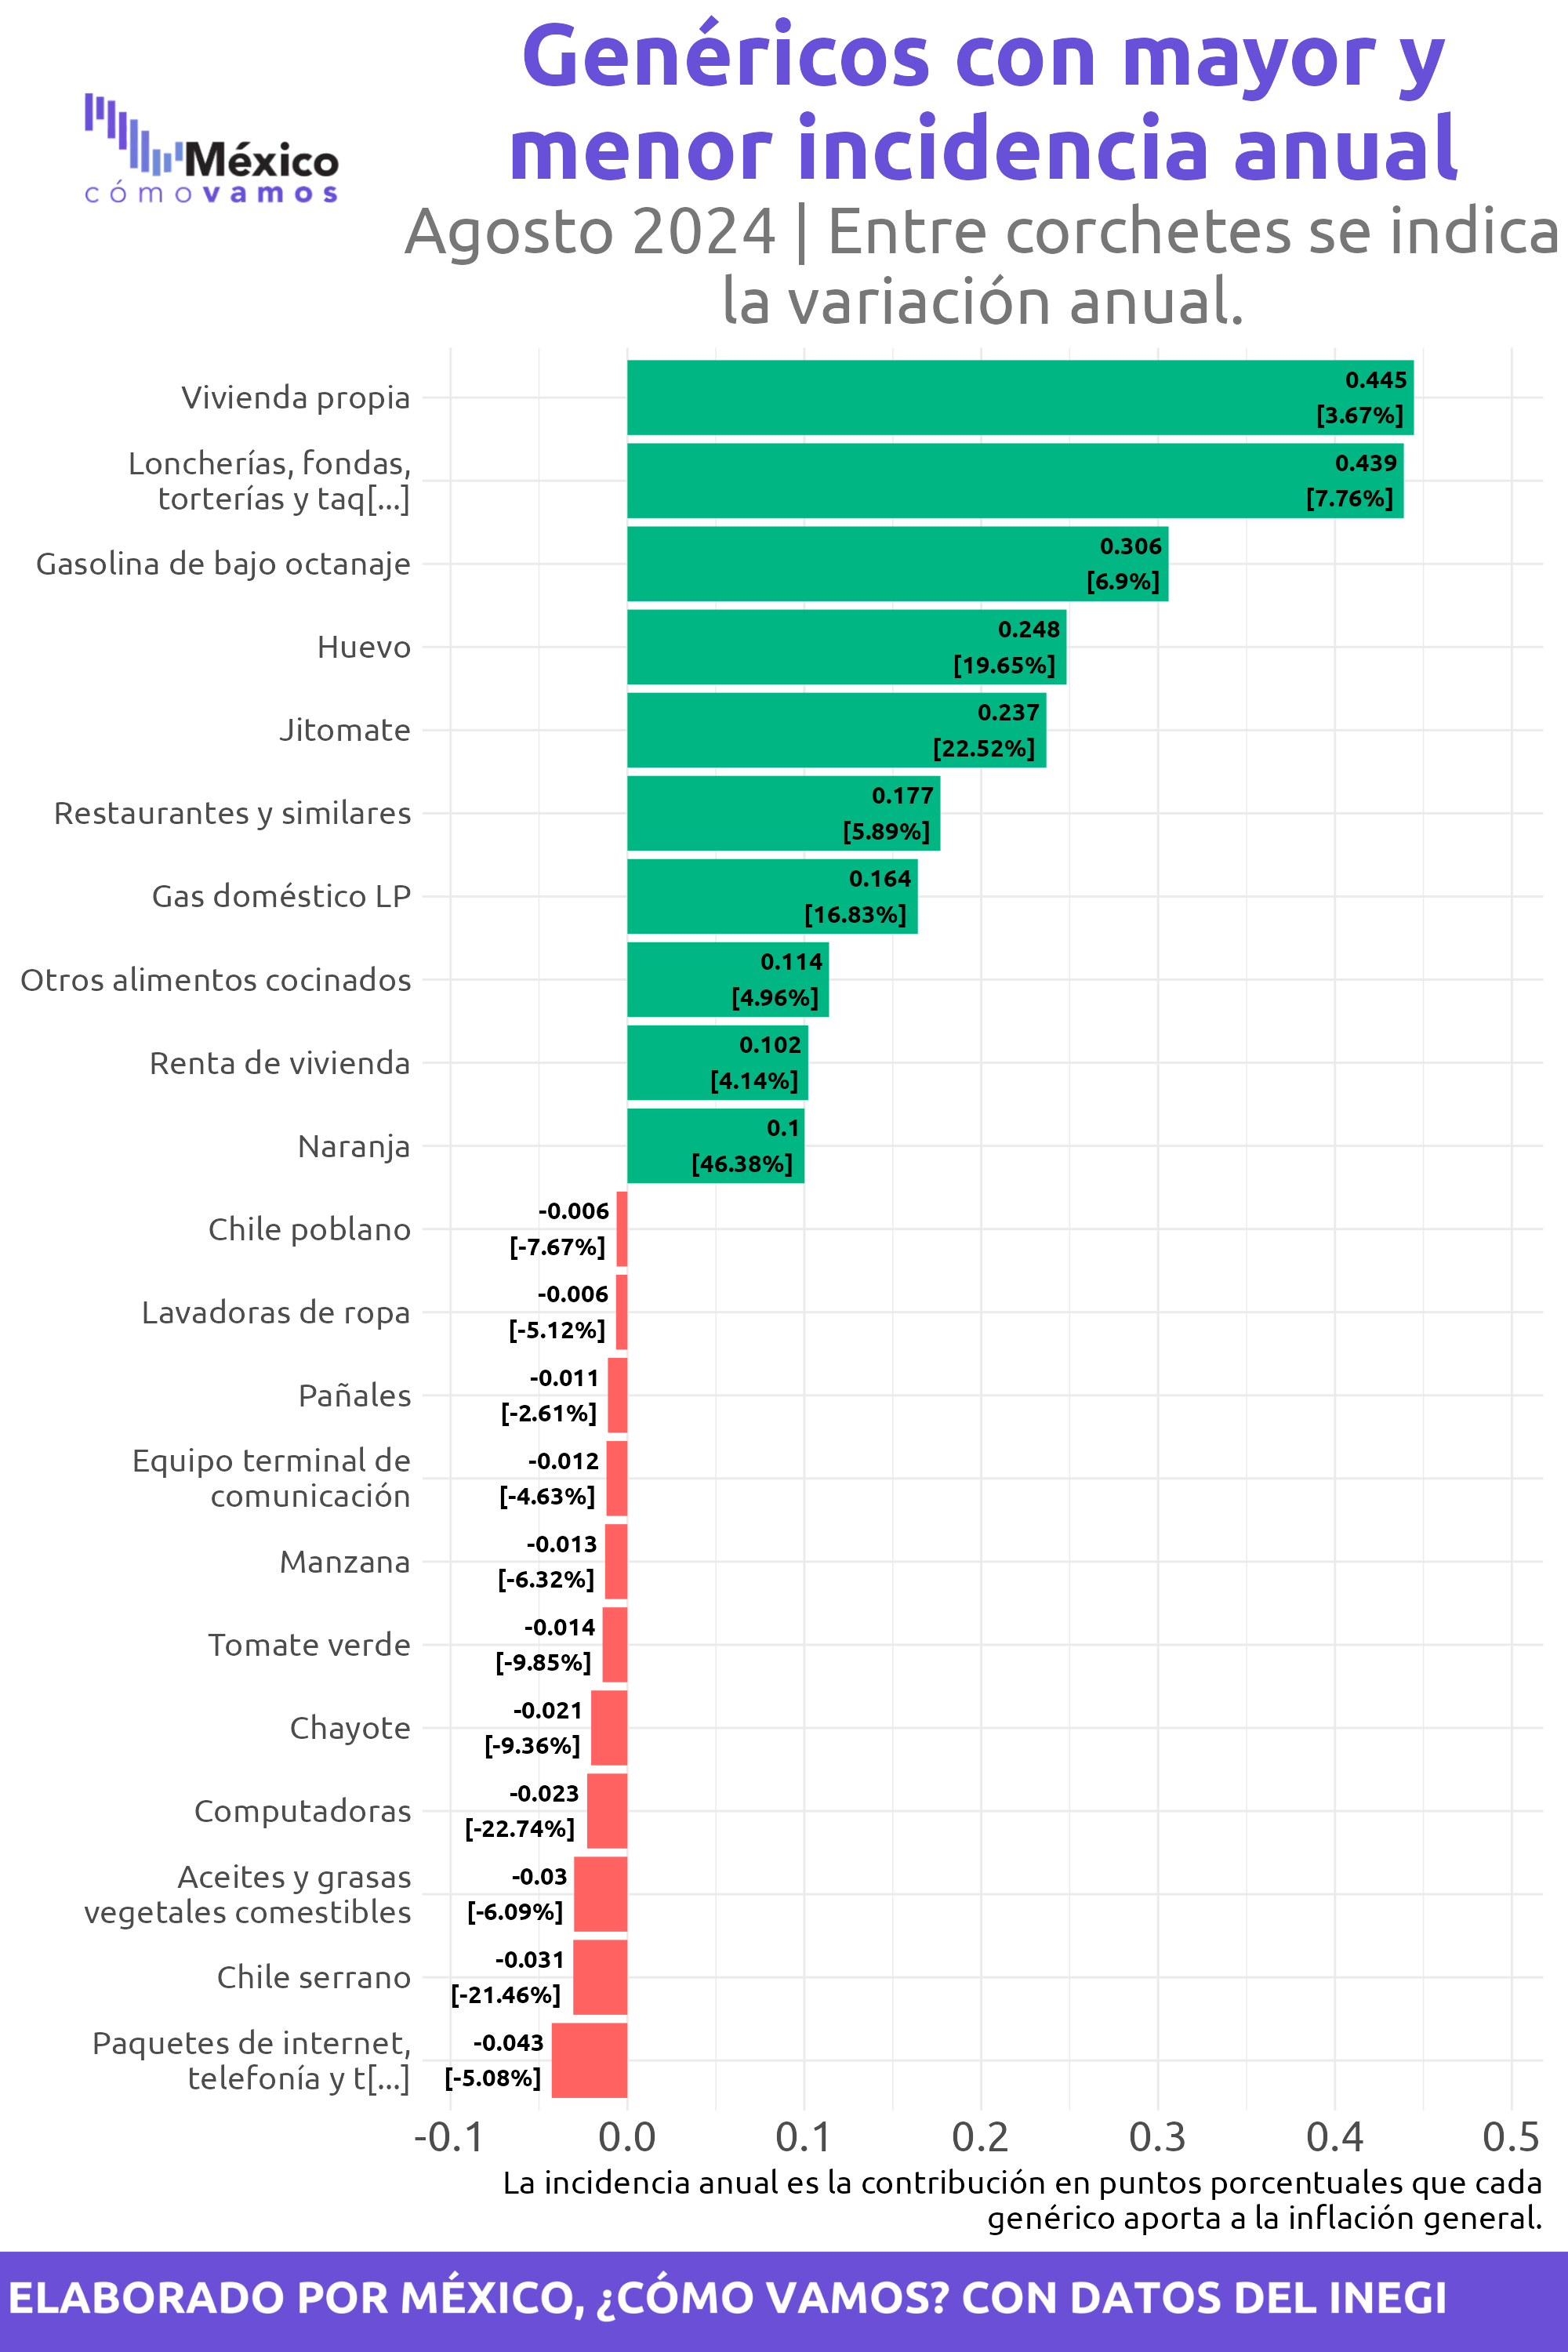 Genéricos con mayor y
menor incidencia anual
México
cómo vamos
Agosto 2024 | Entre corchetes se indica
la variación anual.
Vivienda propia
0.445
[3.67%]
Loncherías, fondas,
torterías y taq[...]
0.439
[7.76%]
Gasolina de bajo octanaje
0.306
[6.9%]
Huevo
0.248
[19.65%]
Jitomate
0.237
[22.52%]
Restaurantes y similares
0.177
[5.89%]
Gas doméstico LP
0.164
[16.83%]
Otros alimentos cocinados
0.114
[4.96%]
Renta de vivienda
0.102
[4.14%]
Naranja
0.1
[46.38%]
Chile poblano
-0.006
[-7.67%]
Lavadoras de ropa
-0.006
[-5.12%]
Pañales
-0.011
[-2.61%]
Equipo terminal de
comunicación
-0.012
[-4.63%]
Manzana
-0.013
[-6.32%]
Tomate verde
-0.014
[-9.85%]
Chayote
-0.021
[-9.36%]
Computadoras
-0.023
[-22.74%]
Aceites y grasas
vegetales comestibles
-0.03
[-6.09%]
Chile serrano
-0.031
[-21.46%]
Paquetes de internet,
telefonía y t[...]
-0.043
[-5.08%]
-0.1 0.0 0.1 0.2 0.3 0.4 0.5
La incidencia anual es la contribución en puntos porcentuales que cada
genérico aporta a la inflación general.
ELABORADO POR MÉXICO, ¿CÓMO VAMOS? CON DATOS DEL INEGI